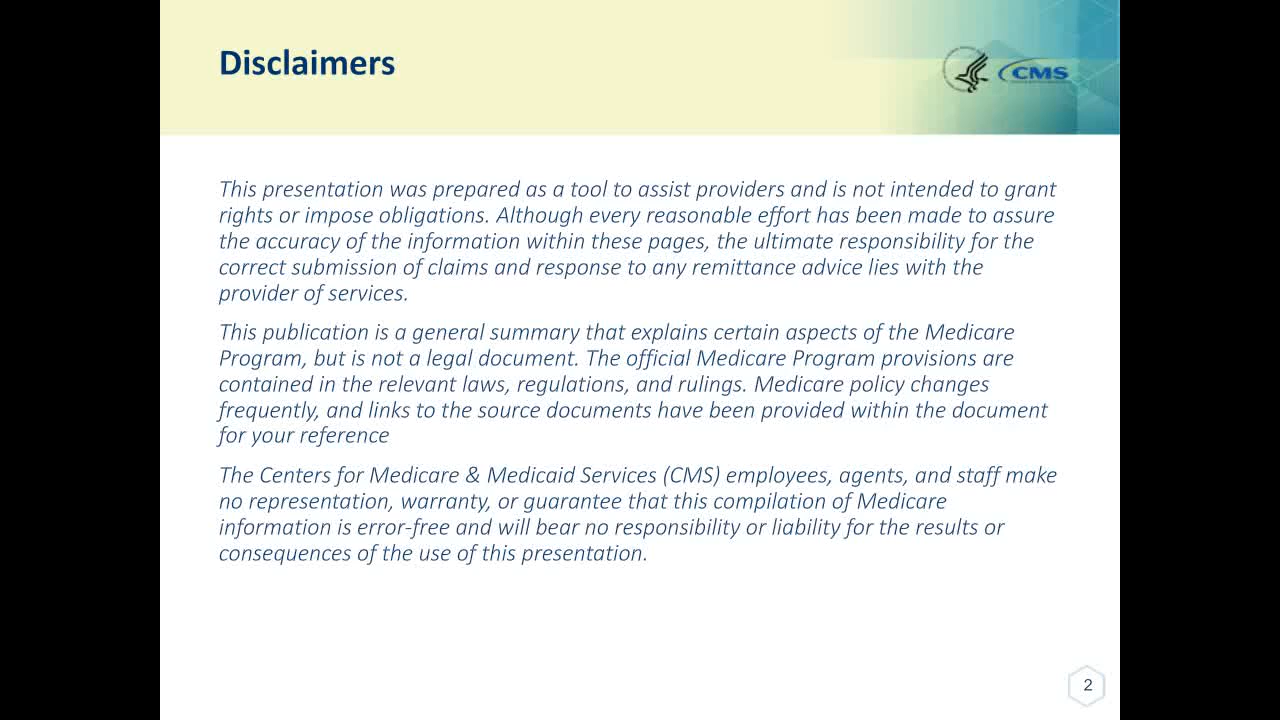 Disclaimers
CMS
This presentation was prepared as a tool to assist providers and is not intended to grant
rights or impose obligations. Although every reasonable effort has been made to assure
the accuracy of the information within these pages, the ultimate responsibility for the
correct submission of claims and response to any remittance advice lies with the
provider of services.
This publication is a general summary that explains certain aspects of the Medicare
Program, but is not a legal document. The official Medicare Program provisions are
contained in the relevant laws, regulations, and rulings. Medicare policy changes
frequently, and links to the source documents have been provided within the document
for your reference
The Centers for Medicare & Medicaid Services (CMS) employees, agents, and staff make
no representation, warranty, or guarantee that this compilation of Medicare
information is error-free and will bear no responsibility or liability for the results or
consequences of the use of this presentation.
2